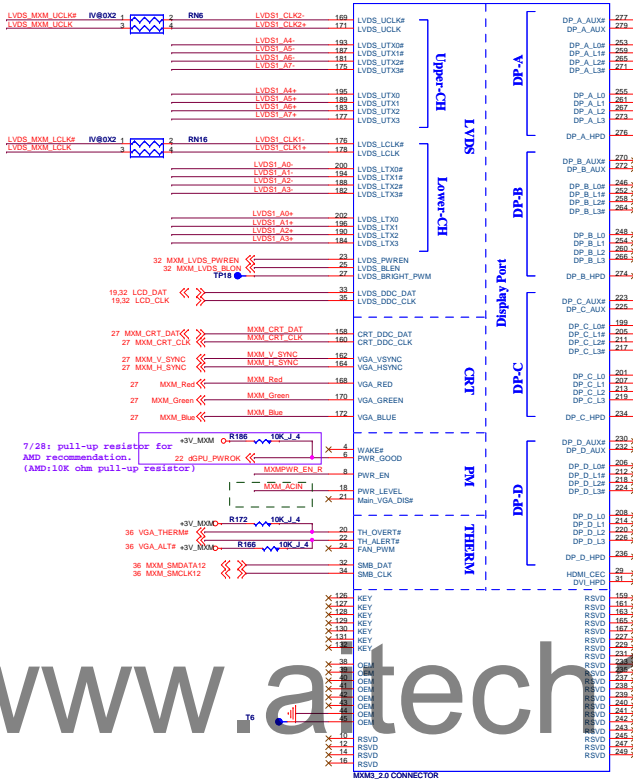 LVDS_MXM_UCLK# IV@0X2 1 2 RN6 LVDS1_CLK2- 169 LVDS_UCLK#
LVDS_MXM_UCLK 3 4 LVDS1_CLK2+ 171 LVDS_UCLK
LVDS1_A4- 193 LVDS_UTX0#
LVDS1_A5- 187 LVDS_UTX1#
LVDS1_A6- 181 LVDS_UTX2#
LVDS1_A7- 175 LVDS_UTX3#
LVDS1_A4+ 195 LVDS_UTX0
LVDS1_A5+ 189 LVDS_UTX1
LVDS1_A6+ 183 LVDS_UTX2
LVDS1_A7+ 177 LVDS_UTX3
Upper-CH
LVDS
LVDS_MXM_LCLK# IV@0X2 1 2 RN16 LVDS1_CLK1- 176 LVDS_LCLK#
LVDS_MXM_LCLK 3 4 LVDS1_CLK1+ 178 LVDS_LCLK
LVDS1_A0- 200 LVDS_LTX0#
LVDS1_A1- 194 LVDS_LTX1#
LVDS1_A2- 188 LVDS_LTX2#
LVDS1_A3- 182 LVDS_LTX3#
LVDS1_A0+ 202 LVDS_LTX0
LVDS1_A1+ 196 LVDS_LTX1
LVDS1_A2+ 190 LVDS_LTX2
LVDS1_A3+ 184 LVDS_LTX3
Lower-CH
32 MXM_LVDS_PWREN 23 LVDS_PWREN
32 MXM_LVDS_BLON 25 LVDS_BLEN
TP18 27 LVDS_BRIGHT_PWM
19,32 LCD_DAT 33 LVDS_DDC_DAT
19,32 LCD_CLK 35 LVDS_DDC_CLK
27 MXM_CRT_DAT MXM_CRT_DAT 158 CRT_DDC_DAT
27 MXM_CRT_CLK MXM_CRT_CLK 160 CRT_DDC_CLK
27 MXM_V_SYNC MXM_V_SYNC 162 VGA_VSYNC
27 MXM_H_SYNC MXM_H_SYNC 164 VGA_HSYNC
27 MXM_Red MXM_Red 168 VGA_RED
27 MXM_Green MXM_Green 170 VGA_GREEN
27 MXM_Blue MXM_Blue 172 VGA_BLUE
CRT
7/28: pull-up resistor for
AMD recommendation.
(AMD:10K ohm pull-up resistor)
+3V_MXM R186 10K_J_4 4 WAKE#
22 dGPU_PWROK 6 PWR_GOOD
MXMPWR_EN_R 8 PWR_EN
MXM_ACIN 18 PWR_LEVEL
21 Main_VGA_DIS#
PM
+3V_MXM R172 10K_J_4 20 TH_OVERT#
36 VGA_THERM# 22 TH_ALERT#
36 VGA_ALT# +3V_MXM R166 10K_J_4 24 FAN_PWM
36 MXM_SMDATA12 32 SMB_DAT
36 MXM_SMCLK12 34 SMB_CLK
THERM
Display Port
DP-A
DP_A_AUX# 277
DP_A_AUX 279
DP_A_L0# 253
DP_A_L1# 259
DP_A_L2# 265
DP_A_L3# 271
DP_A_L0 255
DP_A_L1 261
DP_A_L2 267
DP_A_L3 273
DP_A_HPD 276
DP-B
DP_B_AUX# 270
DP_B_AUX 272
DP_B_L0# 246
DP_B_L1# 252
DP_B_L2# 258
DP_B_L3# 264
DP_B_L0 248
DP_B_L1 254
DP_B_L2 260
DP_B_L3 266
DP_B_HPD 274
DP-C
DP_C_AUX# 223
DP_C_AUX 225
DP_C_L0# 199
DP_C_L1# 205
DP_C_L2# 211
DP_C_L3# 217
DP_C_L0 201
DP_C_L1 207
DP_C_L2 213
DP_C_L3 219
DP_C_HPD 234
DP-D
DP_D_AUX# 230
DP_D_AUX 232
DP_D_L0# 206
DP_D_L1# 212
DP_D_L2# 218
DP_D_L3# 224
DP_D_L0 208
DP_D_L1 214
DP_D_L2 220
DP_D_L3 226
DP_D_HPD 236
HDMI_CEC 29
DVI_HPD 31
126 KEY
127 KEY
128 KEY
129 KEY
130 KEY
131 KEY
132 KEY
38 OEM
39 OEM
40 OEM
41 OEM
42 OEM
43 OEM
44 OEM
T6 45 OEM
10 RSVD
12 RSVD
14 RSVD
16 RSVD
RSVD 159
RSVD 161
RSVD 163
RSVD 165
RSVD 167
RSVD 227
RSVD 229
RSVD 231
RSVD 233
RSVD 235
RSVD 237
RSVD 238
RSVD 239
RSVD 240
RSVD 241
RSVD 242
RSVD 243
RSVD 245
RSVD 247
RSVD 249
www.aitech
MXM3_2.0 CONNECTOR